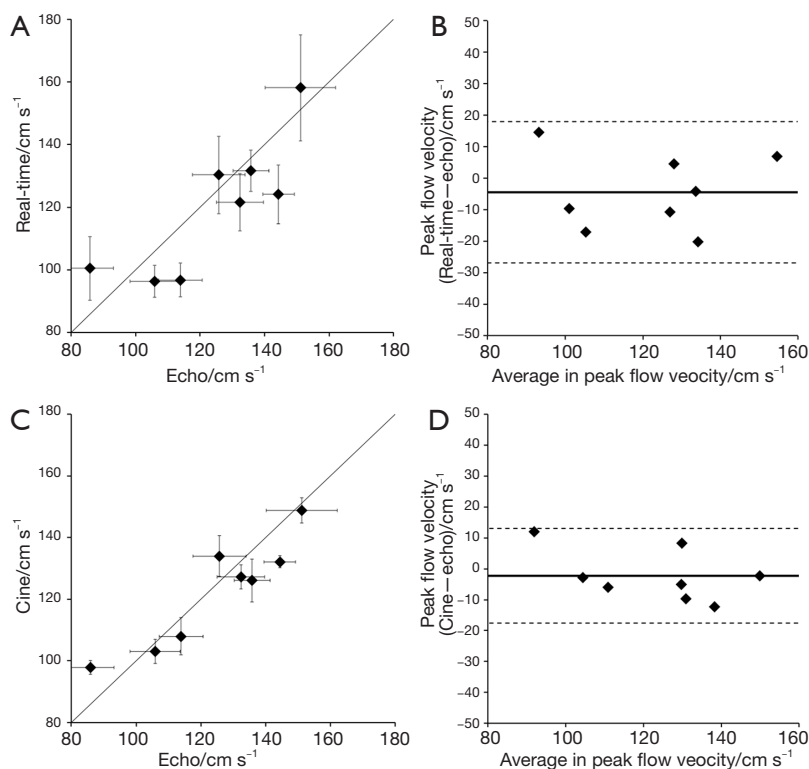 A
Real-time/cm s⁻¹
180
160
140
120
100
80
80 100 120 140 160 180
Echo/cm s⁻¹
B
Peak flow velocity
(Real-time—echo)/cm s⁻¹
50
40
30
20
10
0
−10
−20
−30
−40
−50
80 100 120 140 160
Average in peak flow veocity/cm s⁻¹
C
Cine/cm s⁻¹
180
160
140
120
100
80
80 100 120 140 160 180
Echo/cm s⁻¹
D
Peak flow velocity
(Cine—echo)/cm s⁻¹
50
40
30
20
10
0
−10
−20
−30
−40
−50
80 100 120 140 160
Average in peak flow veocity/cm s⁻¹